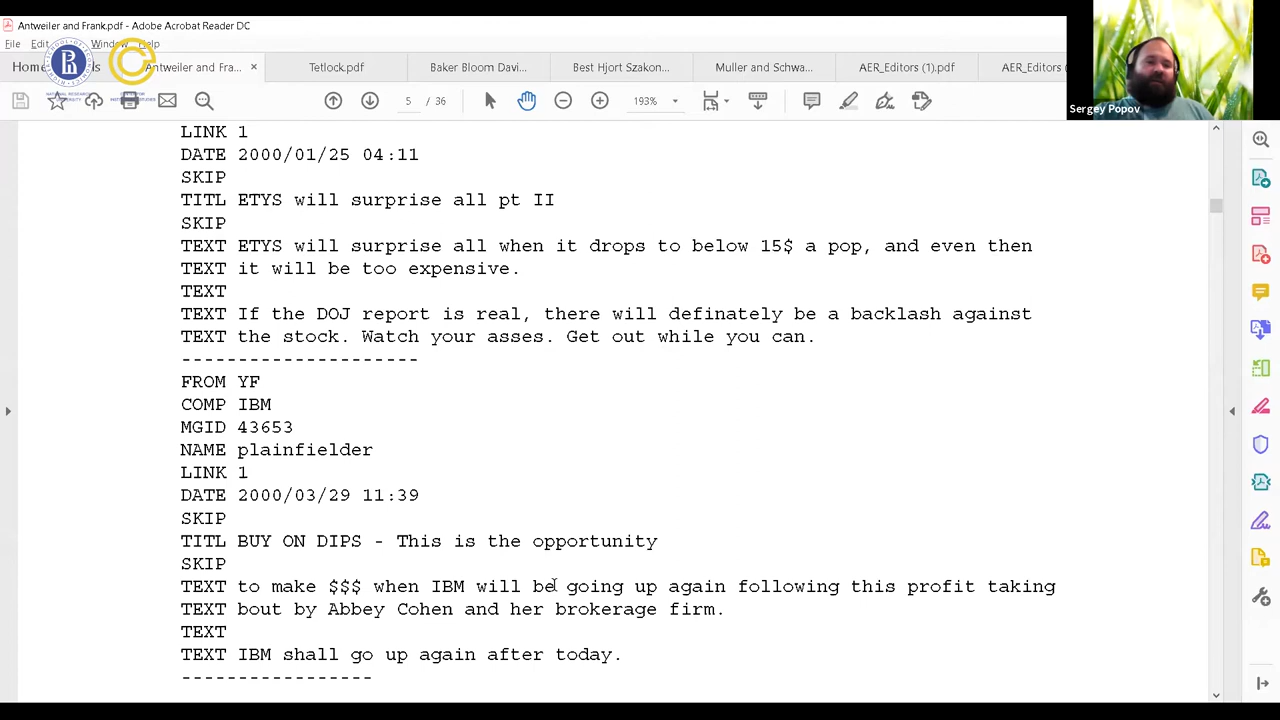 Antweiler and Frank.pdf - Adobe Acrobat Reader DC
File Edit Window Help
Antweiler and Fra... × Tetlock.pdf Baker Bloom Davi... Best Hjort Szakon... Muller and Schwa... AER_Editors (1).pdf AER_Editors
5 / 36 193%
Sergey Popov
LINK 1
DATE 2000/01/25 04:11
SKIP
TITL ETYS will surprise all pt II
SKIP
TEXT ETYS will surprise all when it drops to below 15$ a pop, and even then
TEXT it will be too expensive.
TEXT
TEXT If the DOJ report is real, there will definately be a backlash against
TEXT the stock. Watch your asses. Get out while you can.
---------------------
FROM YF
COMP IBM
MGID 43653
NAME plainfielder
LINK 1
DATE 2000/03/29 11:39
SKIP
TITL BUY ON DIPS - This is the opportunity
SKIP
TEXT to make $$$ when IBM will be going up again following this profit taking
TEXT bout by Abbey Cohen and her brokerage firm.
TEXT
TEXT IBM shall go up again after today.
-----------------